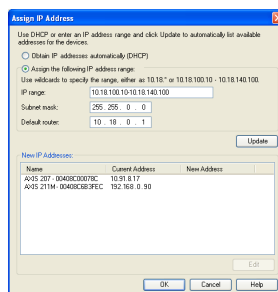 Assign IP Address
Use DHCP or enter an IP address range and click Update to automatically list available
addresses for the devices.
Obtain IP addresses automatically (DHCP)
Assign the following IP address range:
Use wildcards to specify the range, either as 10.18.* or 10.18.100.10 - 10.18.140.100.
IP range: 10.18.100.10-10.18.140.100
Subnet mask: 255 . 255 . 0 . 0
Default router: 10 . 18 . 0 . 1
Update
New IP Addresses:
Name Current Address New Address
AXIS 207 - 00408C00078C 10.91.8.17
AXIS 211M - 00408C6B3FEC 192.168.0.90
Edit
OK Cancel Help